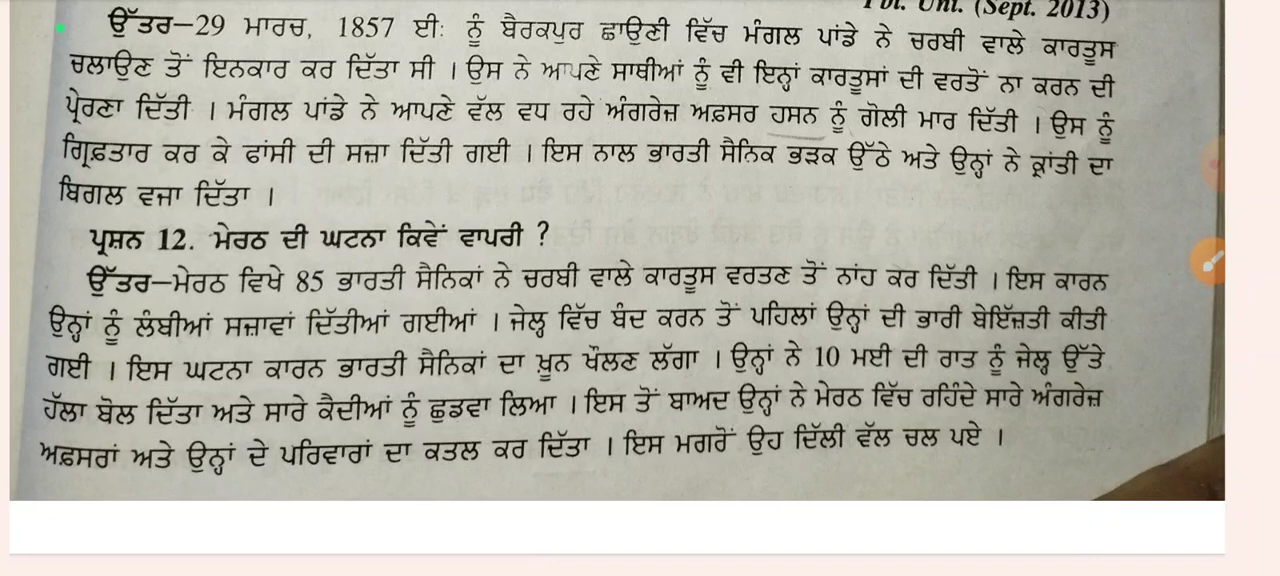 Pbi. Uni. (Sept. 2013)
ਉੱਤਰ–29 ਮਾਰਚ, 1857 ਈਃ ਨੂੰ ਬੈਰਕਪੁਰ ਛਾਉਣੀ ਵਿੱਚ ਮੰਗਲ ਪਾਂਡੇ ਨੇ ਚਰਬੀ ਵਾਲੇ ਕਾਰਤੂਸ
ਚਲਾਉਣ ਤੋਂ ਇਨਕਾਰ ਕਰ ਦਿੱਤਾ ਸੀ । ਉਸ ਨੇ ਆਪਣੇ ਸਾਥੀਆਂ ਨੂੰ ਵੀ ਇਨ੍ਹਾਂ ਕਾਰਤੂਸਾਂ ਦੀ ਵਰਤੋਂ ਨਾ ਕਰਨ ਦੀ
ਪ੍ਰੇਰਣਾ ਦਿੱਤੀ । ਮੰਗਲ ਪਾਂਡੇ ਨੇ ਆਪਣੇ ਵੱਲ ਵਧ ਰਹੇ ਅੰਗਰੇਜ਼ ਅਫ਼ਸਰ ਹਸਨ ਨੂੰ ਗੋਲੀ ਮਾਰ ਦਿੱਤੀ । ਉਸ ਨੂੰ
ਗ੍ਰਿਫ਼ਤਾਰ ਕਰ ਕੇ ਫਾਂਸੀ ਦੀ ਸਜ਼ਾ ਦਿੱਤੀ ਗਈ । ਇਸ ਨਾਲ ਭਾਰਤੀ ਸੈਨਿਕ ਭੜਕ ਉੱਠੇ ਅਤੇ ਉਨ੍ਹਾਂ ਨੇ ਕ੍ਰਾਂਤੀ ਦਾ
ਬਿਗਲ ਵਜਾ ਦਿੱਤਾ ।
ਪ੍ਰਸ਼ਨ 12. ਮੇਰਠ ਦੀ ਘਟਨਾ ਕਿਵੇਂ ਵਾਪਰੀ ?
ਉੱਤਰ–ਮੇਰਠ ਵਿਖੇ 85 ਭਾਰਤੀ ਸੈਨਿਕਾਂ ਨੇ ਚਰਬੀ ਵਾਲੇ ਕਾਰਤੂਸ ਵਰਤਣ ਤੋਂ ਨਾਂਹ ਕਰ ਦਿੱਤੀ । ਇਸ ਕਾਰਨ
ਉਨ੍ਹਾਂ ਨੂੰ ਲੰਬੀਆਂ ਸਜ਼ਾਵਾਂ ਦਿੱਤੀਆਂ ਗਈਆਂ । ਜੇਲ੍ਹ ਵਿੱਚ ਬੰਦ ਕਰਨ ਤੋਂ ਪਹਿਲਾਂ ਉਨ੍ਹਾਂ ਦੀ ਭਾਰੀ ਬੇਇੱਜ਼ਤੀ ਕੀਤੀ
ਗਈ । ਇਸ ਘਟਨਾ ਕਾਰਨ ਭਾਰਤੀ ਸੈਨਿਕਾਂ ਦਾ ਖ਼ੂਨ ਖੌਲਣ ਲੱਗਾ । ਉਨ੍ਹਾਂ ਨੇ 10 ਮਈ ਦੀ ਰਾਤ ਨੂੰ ਜੇਲ੍ਹ ਉੱਤੇ
ਹੱਲਾ ਬੋਲ ਦਿੱਤਾ ਅਤੇ ਸਾਰੇ ਕੈਦੀਆਂ ਨੂੰ ਛੁਡਵਾ ਲਿਆ । ਇਸ ਤੋਂ ਬਾਅਦ ਉਨ੍ਹਾਂ ਨੇ ਮੇਰਠ ਵਿੱਚ ਰਹਿੰਦੇ ਸਾਰੇ ਅੰਗਰੇਜ਼
ਅਫ਼ਸਰਾਂ ਅਤੇ ਉਨ੍ਹਾਂ ਦੇ ਪਰਿਵਾਰਾਂ ਦਾ ਕਤਲ ਕਰ ਦਿੱਤਾ । ਇਸ ਮਗਰੋਂ ਉਹ ਦਿੱਲੀ ਵੱਲ ਚਲ ਪਏ ।